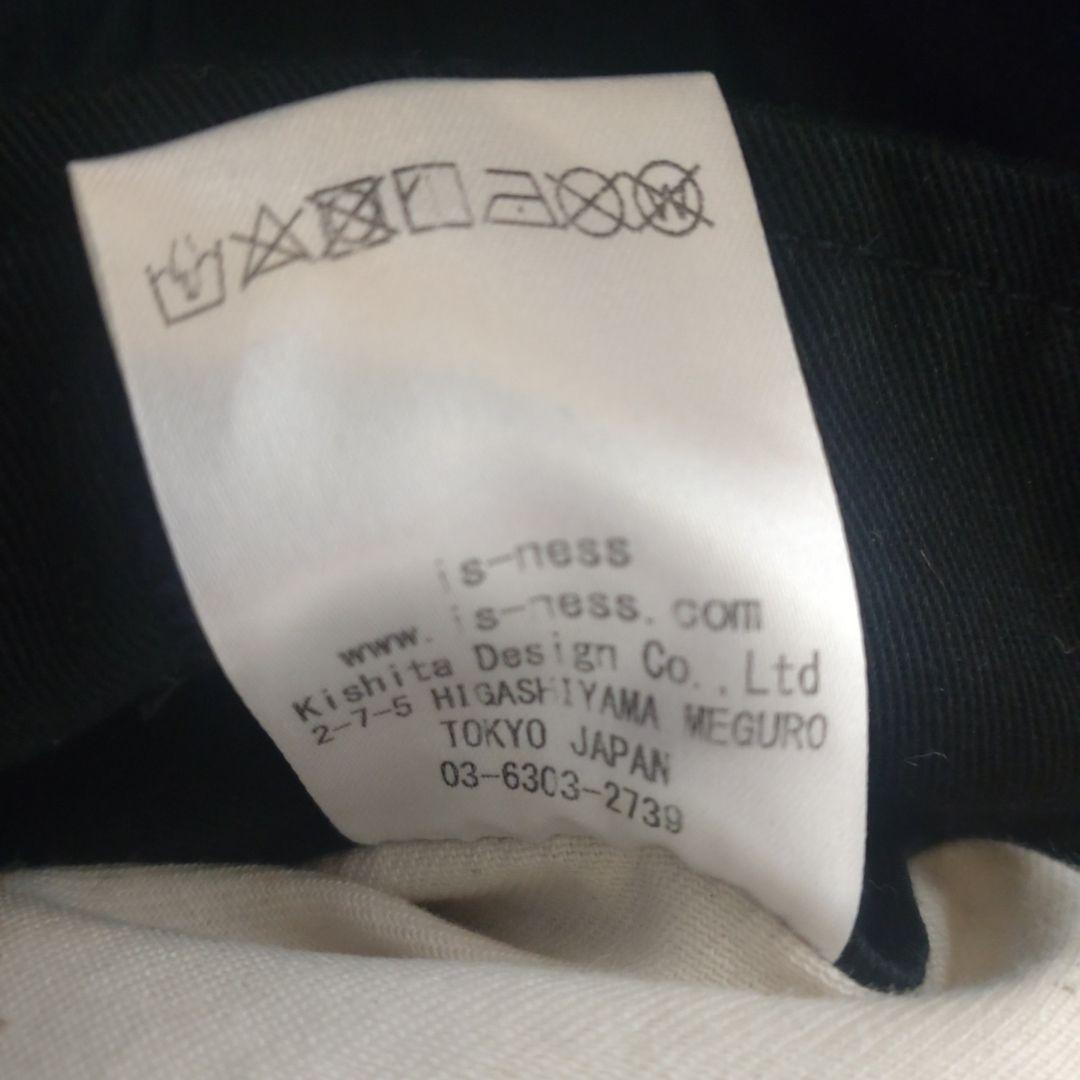 is-ness
www.is-ness.com
Kishita Design Co.,Ltd
2-7-5 HIGASHIYAMA MEGURO
TOKYO JAPAN
03-6303-2739